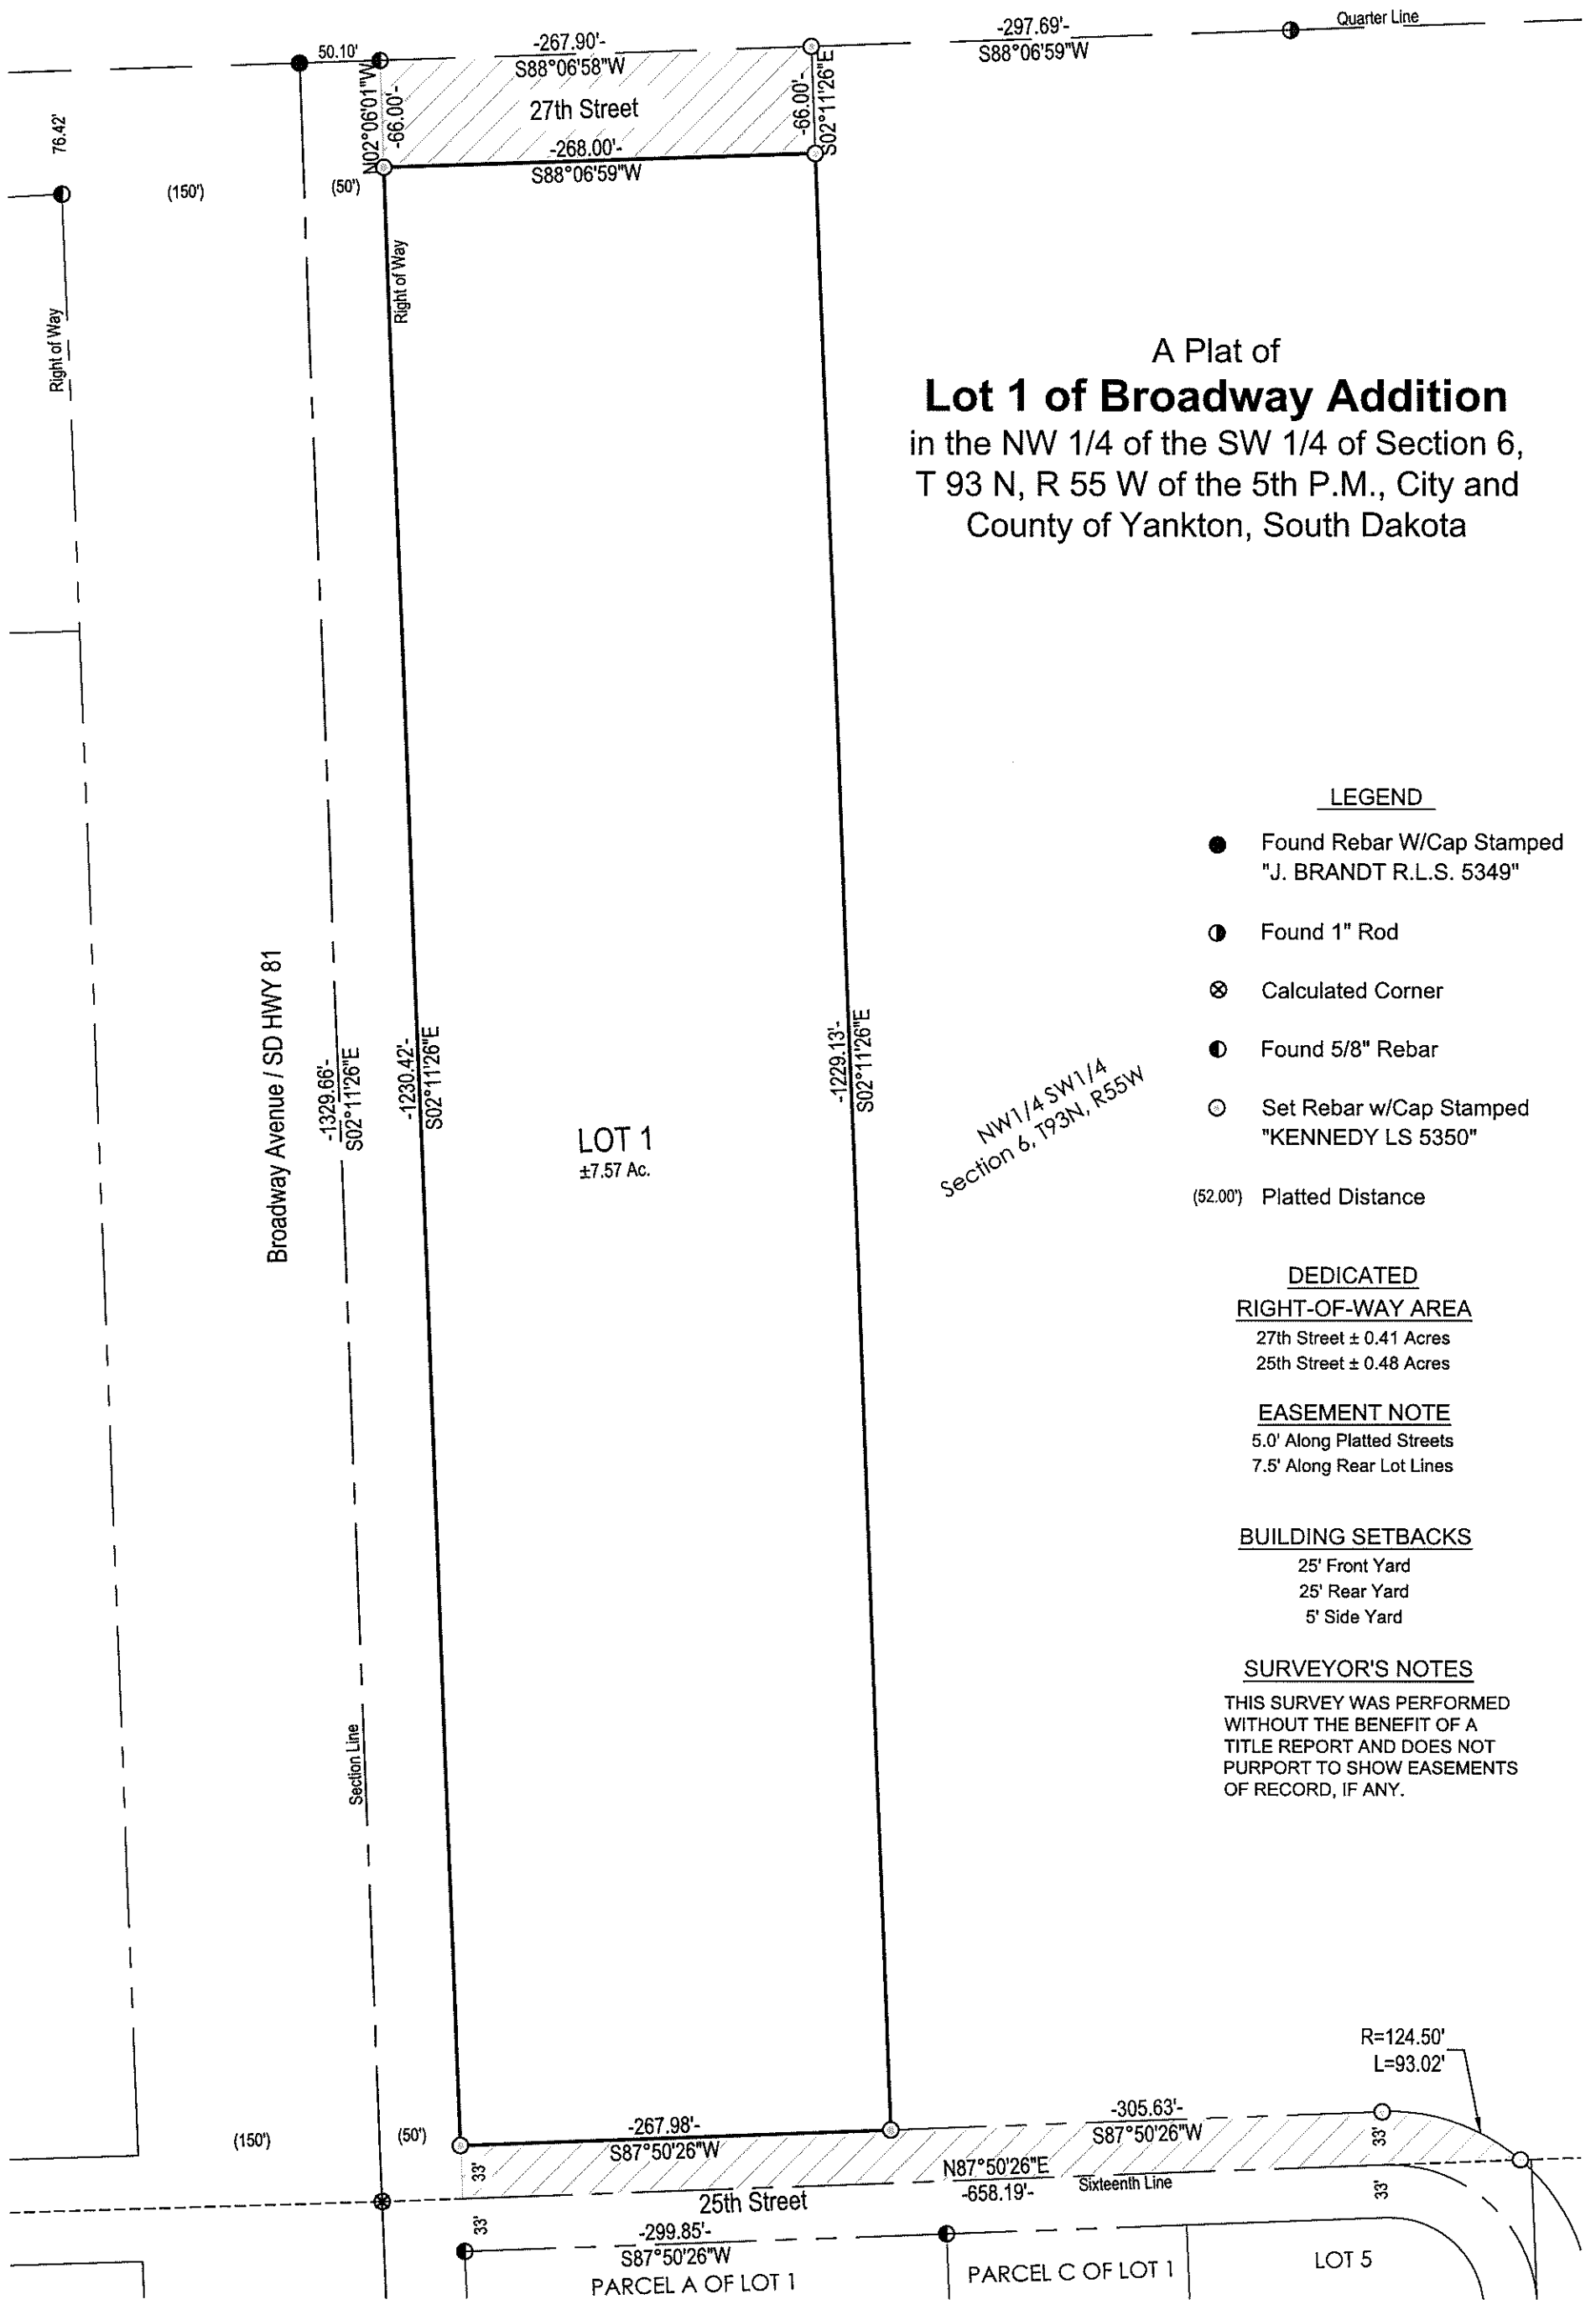 -297.69'-
S88°06'59"W
Quarter Line
50.10'
-267.90'-
S88°06'58"W
N02°06'01"W
-66.00'-
27th Street
-66.00'-
S02°11'26"E
-268.00'-
S88°06'59"W
76.42'
(150')
(50')
Right of Way
Right of Way
A Plat of
Lot 1 of Broadway Addition
in the NW 1/4 of the SW 1/4 of Section 6,
T 93 N, R 55 W of the 5th P.M., City and
County of Yankton, South Dakota
LEGEND
Found Rebar W/Cap Stamped
"J. BRANDT R.L.S. 5349"
Found 1" Rod
Calculated Corner
Found 5/8" Rebar
Set Rebar w/Cap Stamped
"KENNEDY LS 5350"
(52.00') Platted Distance
Broadway Avenue / SD HWY 81
-1329.66'-
S02°11'26"E
-1230.42'-
S02°11'26"E
LOT 1
±7.57 Ac.
-1229.13'-
S02°11'26"E
NW1/4 SW1/4
Section 6, T93N, R55W
DEDICATED
RIGHT-OF-WAY AREA
27th Street ± 0.41 Acres
25th Street ± 0.48 Acres
EASEMENT NOTE
5.0' Along Platted Streets
7.5' Along Rear Lot Lines
BUILDING SETBACKS
25' Front Yard
25' Rear Yard
5' Side Yard
SURVEYOR'S NOTES
THIS SURVEY WAS PERFORMED
WITHOUT THE BENEFIT OF A
TITLE REPORT AND DOES NOT
PURPORT TO SHOW EASEMENTS
OF RECORD, IF ANY.
Section Line
R=124.50'
L=93.02'
(150')
(50')
-267.98'-
S87°50'26"W
-305.63'-
S87°50'26"W
33'
33'
N87°50'26"E
-658.19'-
Sixteenth Line
25th Street
33'
33'
-299.85'-
S87°50'26"W
PARCEL A OF LOT 1
PARCEL C OF LOT 1
LOT 5